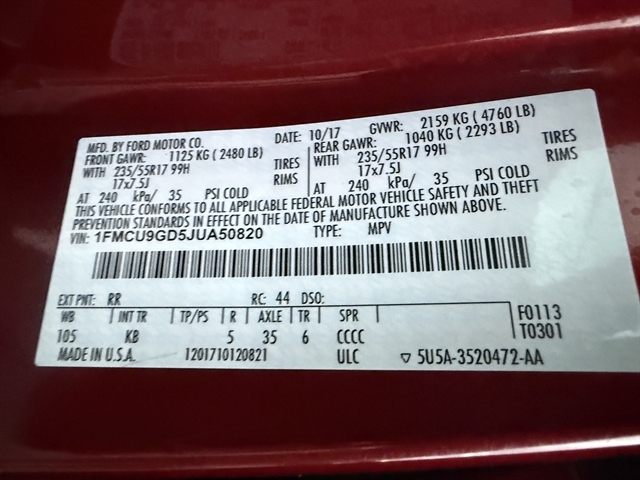 MFD. BY FORD MOTOR CO.
DATE: 10/17 GVWR: 2159 KG ( 4760 LB)
FRONT GAWR: 1125 KG ( 2480 LB)
REAR GAWR: 1040 KG ( 2293 LB)
WITH 235/55R17 99H TIRES
235/55R17 99H TIRES
17x7.5J RIMS
17x7.5J RIMS
AT 240 kPa/ 35 PSI COLD
AT 240 kPa/ 35 PSI COLD
THIS VEHICLE CONFORMS TO ALL APPLICABLE FEDERAL MOTOR VEHICLE SAFETY AND THEFT
PREVENTION STANDARDS IN EFFECT ON THE DATE OF MANUFACTURE SHOWN ABOVE.
VIN: 1FMCU9GD5JUA50820 TYPE: MPV
EXT PNT: RR RC: 44 DSO:
WB INT TR TP/PS R AXLE TR SPR
105 KB 5 35 6 CCCC
F0113
T0301
MADE IN U.S.A. 1201710120821 ULC ▽ 5U5A-3520472-AA